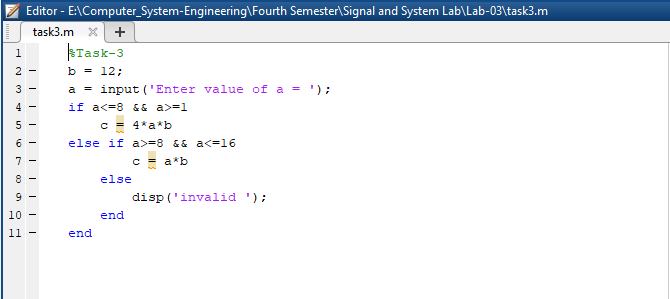 Editor - E:\Computer_System-Engineering\Fourth Semester\Signal and System Lab\Lab-03\task3.m
task3.m × +
1 %Task-3
2 – b = 12;
3 – a = input('Enter value of a = ');
4 – if a<=8 && a>=1
5 – c = 4*a*b
6 – else if a>=8 && a<=16
7 – c = a*b
8 – else
9 – disp('invalid ');
10 – end
11 – end